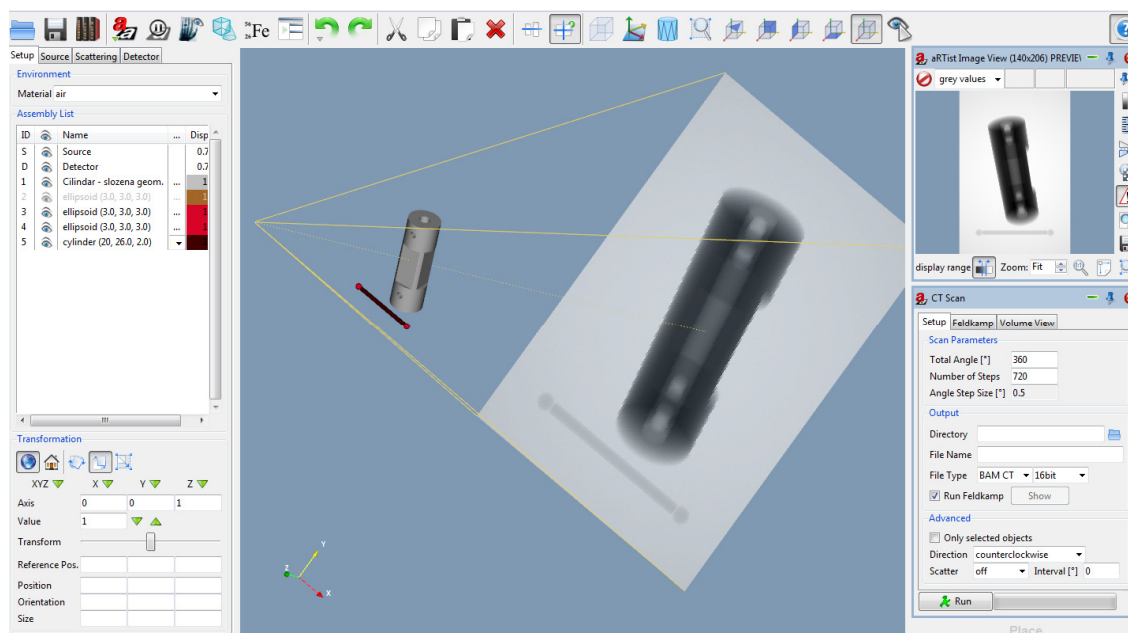 56
26 Fe
Setup Source Scattering Detector
Environment
Material air
Assembly List
ID Name ... Disp
S Source 0.7
D Detector 0.7
1 Cilindar - slozena geom. ... 1
2 ellipsoid (3.0, 3.0, 3.0) ... 1
3 ellipsoid (3.0, 3.0, 3.0) ... 1
4 ellipsoid (3.0, 3.0, 3.0) ... 1
5 cylinder (20, 26.0, 2.0)
Transformation
XYZ X Y Z
Axis 0 0 1
Value 1
Transform
Reference Pos.
Position
Orientation
Size
Y
Z
X
aRTist Image View (140x206) PREVIEW
grey values
display range Zoom: Fit
CT Scan
Setup Feldkamp Volume View
Scan Parameters
Total Angle [°] 360
Number of Steps 720
Angle Step Size [°] 0.5
Output
Directory
File Name
File Type BAM CT 16bit
Run Feldkamp Show
Advanced
Only selected objects
Direction counterclockwise
Scatter off Interval [°] 0
Run
Place